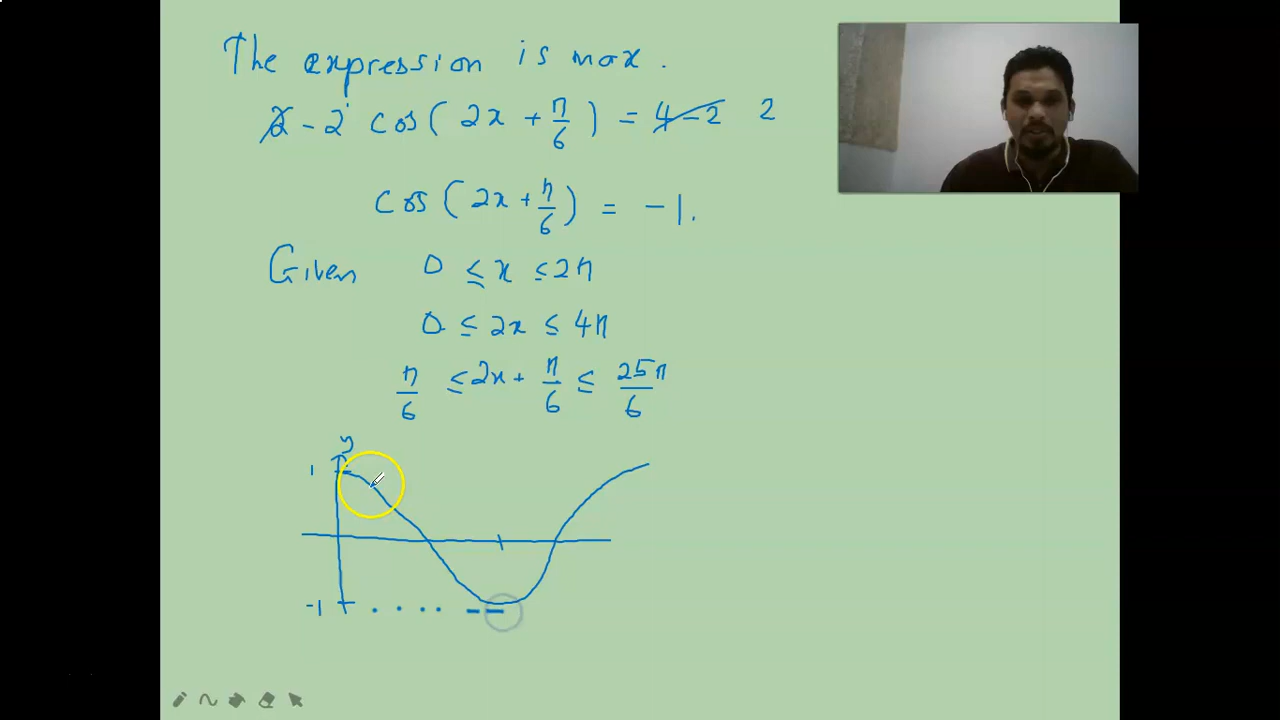 The expression is max.
2 - 2 cos(2x + π/6) = 4 - 2 2
cos(2x + π/6) = -1.
Given 0 ≤ x ≤ 2π
0 ≤ 2x ≤ 4π
π/6 ≤ 2x + π/6 ≤ 25π/6
y
1
-1